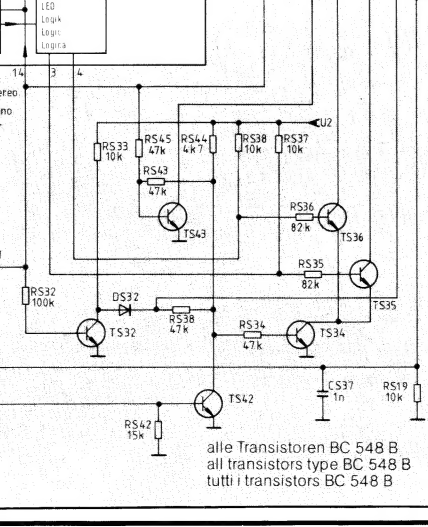 LED
Logik
Logic
Logica
14
3
4
U2
RS33
10k
RS45
47k
RS44
4k7
RS38
10k
RS37
10k
RS43
47k
TS43
RS36
82k
TS36
RS35
82k
TS35
RS32
100k
DS32
RS38
47k
TS32
RS34
47k
TS34
CS37
1n
RS19
10k
TS42
RS42
15k
alle Transistoren BC 548 B
all transistors type BC 548 B
tutti i transistors BC 548 B